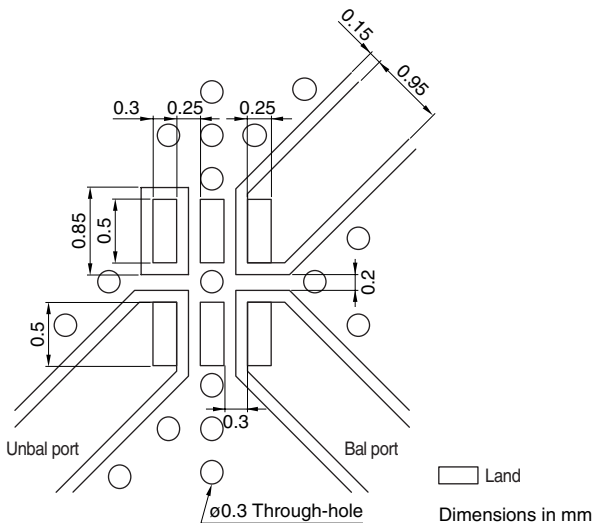 0.15
0.95
0.3 0.25 0.25
0.85
0.5
0.2
0.5
0.3
Unbal port
Bal port
Land
ø0.3 Through-hole
Dimensions in mm